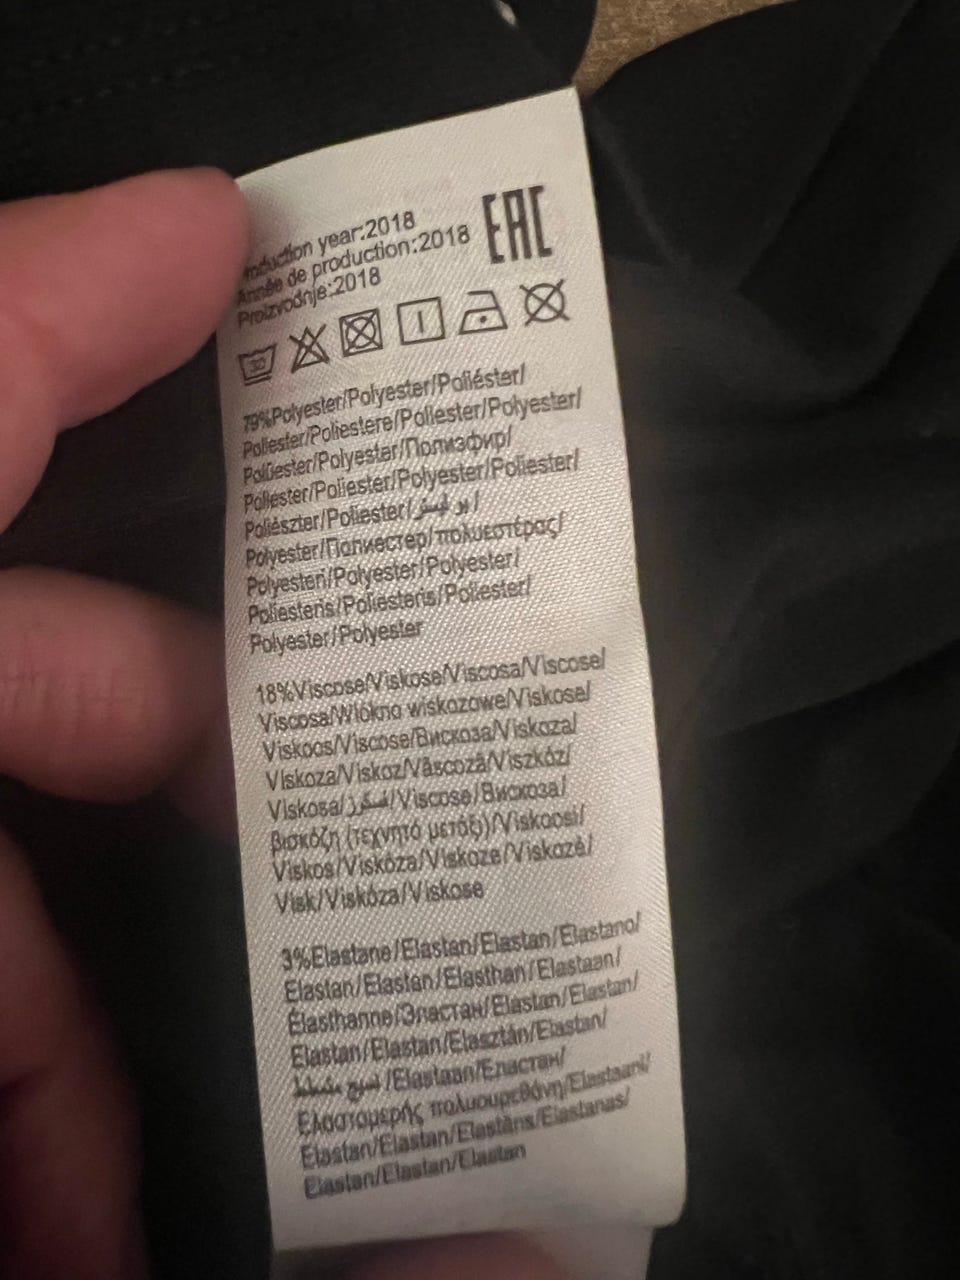 Production year:2018
Année de production:2018
Proizvodnje:2018
EAC
30
79%Polyester/Polyester/Poliéster/
Poliester/Poliestere/Poliester/Polyester/
Polüester/Polyester/Полиэфир/
Poliester/Poliester/Polyester/Poliester/
Poliészter/Poliester/بوليستر/
Polyester/Полиестер/πολυεστέρας/
Polyesteri/Polyester/Polyester/
Poliesteris/Poliesteris/Poliester/
Polyester/Polyester
18%Viscose/Viskose/Viscosa/Viscose/
Viscosa/Wlókno wiskozowe/Viskose/
Viskoos/Viscose/Вискоза/Viskoza/
Viskoza/Viskoz/Vâscoză/Viszkóz/
Viskosa/فسكوز/Viscose/Вискоза/
βισκόζη (τεχνητό μετάξι)/Viskoosi/
Viskos/Viskóza/Viskoze/Viskozė/
Visk/Viskóza/Viskose
3%Elastane/Elastan/Elastan/Elastano/
Elastan/Elastan/Elasthan/Elastaan/
Élasthanne/Эластан/Elastan/Elastan/
Elastan/Elastan/Elasztán/Elastan/
نسيج مطاط/Elastaan/Еластан/
Ελαστομερής πολυουρεθάνη/Elastaani/
Elastan/Elastan/Elastāns/Elastanas/
Elastan/Elastan/Elastan